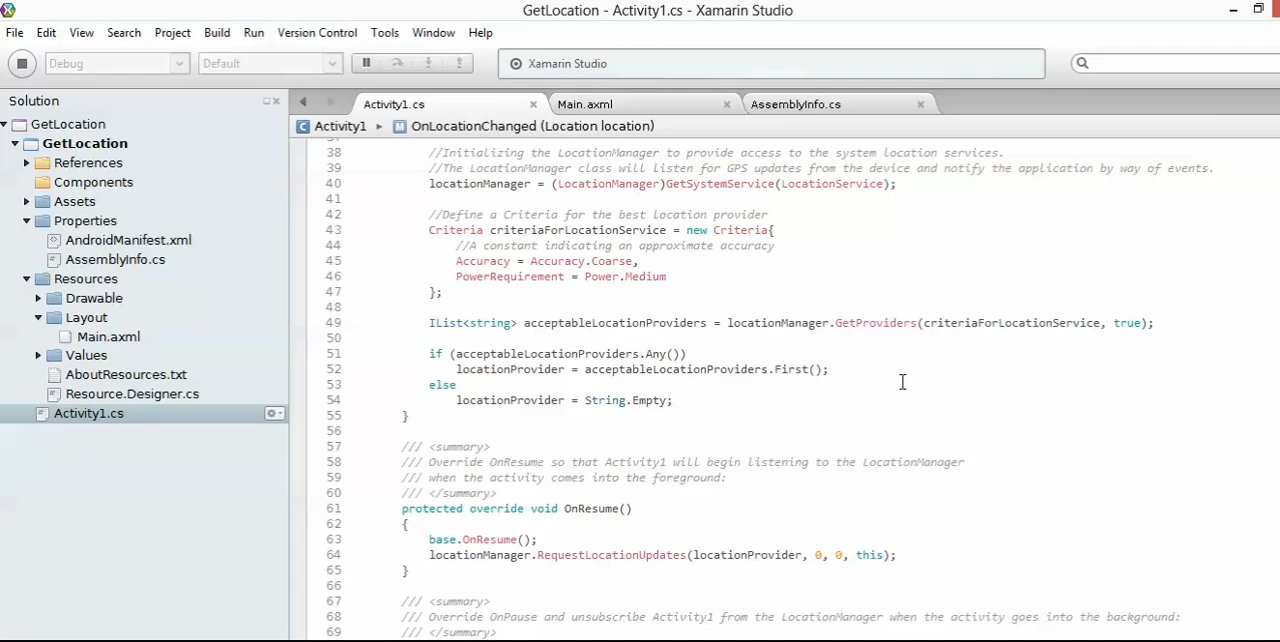 GetLocation - Activity1.cs - Xamarin Studio
File Edit View Search Project Build Run Version Control Tools Window Help
Debug Default Xamarin Studio
Solution
Activity1.cs Main.axml AssemblyInfo.cs
Activity1 OnLocationChanged (Location location)
GetLocation
GetLocation
References
Components
Assets
Properties
AndroidManifest.xml
AssemblyInfo.cs
Resources
Drawable
Layout
Main.axml
Values
AboutResources.txt
Resource.Designer.cs
Activity1.cs
38 //Initializing the LocationManager to provide access to the system location services.
39 //The LocationManager class will listen for GPS updates from the device and notify the application by way of events.
40 locationManager = (LocationManager)GetSystemService(LocationService);
41
42 //Define a Criteria for the best location provider
43 Criteria criteriaForLocationService = new Criteria{
44 //A constant indicating an approximate accuracy
45 Accuracy = Accuracy.Coarse,
46 PowerRequirement = Power.Medium
47 };
48
49 IList<string> acceptableLocationProviders = locationManager.GetProviders(criteriaForLocationService, true);
50
51 if (acceptableLocationProviders.Any())
52 locationProvider = acceptableLocationProviders.First();
53 else
54 locationProvider = String.Empty;
55 }
56
57 /// <summary>
58 /// Override OnResume so that Activity1 will begin listening to the LocationManager
59 /// when the activity comes into the foreground:
60 /// </summary>
61 protected override void OnResume()
62 {
63 base.OnResume();
64 locationManager.RequestLocationUpdates(locationProvider, 0, 0, this);
65 }
66
67 /// <summary>
68 /// Override OnPause and unsubscribe Activity1 from the LocationManager when the activity goes into the background:
69 /// </summary>